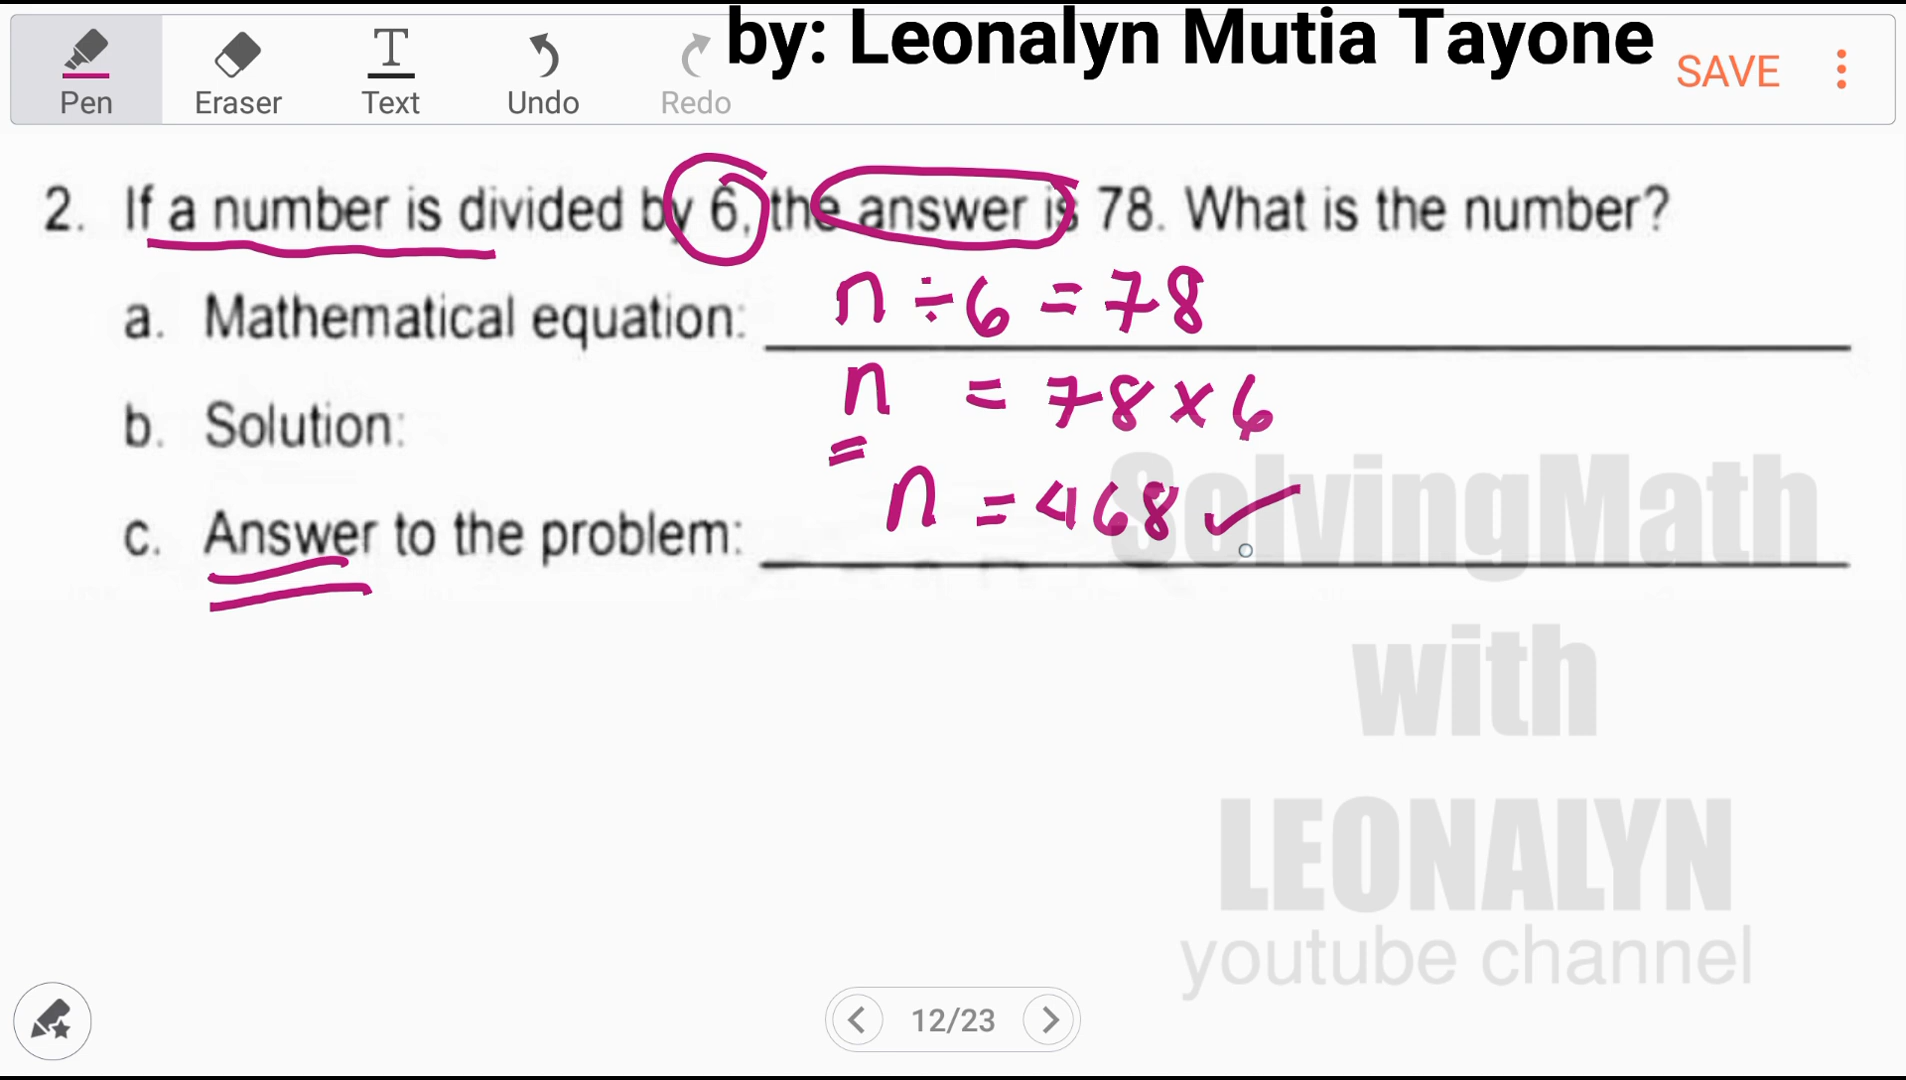 by: Leonalyn Mutia Tayone
Pen Eraser Text Undo Redo SAVE
2. If a number is divided by 6, the answer is 78. What is the number?
a. Mathematical equation: n ÷ 6 = 78
n = 78 x 6
b. Solution:
=
n = 468 ✓
c. Answer to the problem:
SolvingMath
with
LEONALYN
youtube channel
12/23